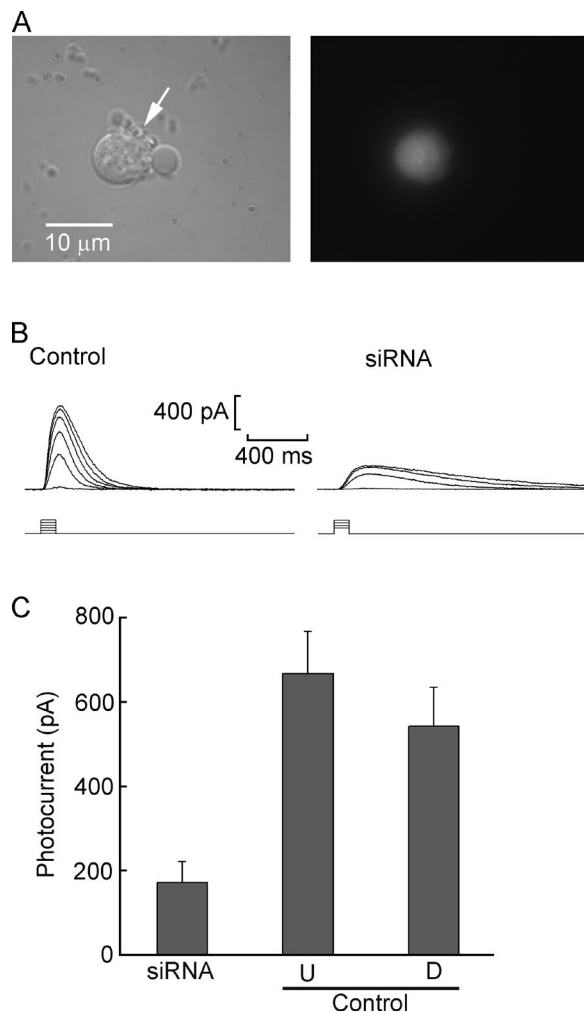 A
10 μm
B
Control
siRNA
400 pA
400 ms
C
Photocurrent (pA)
800
600
400
200
0
siRNA
U
D
Control